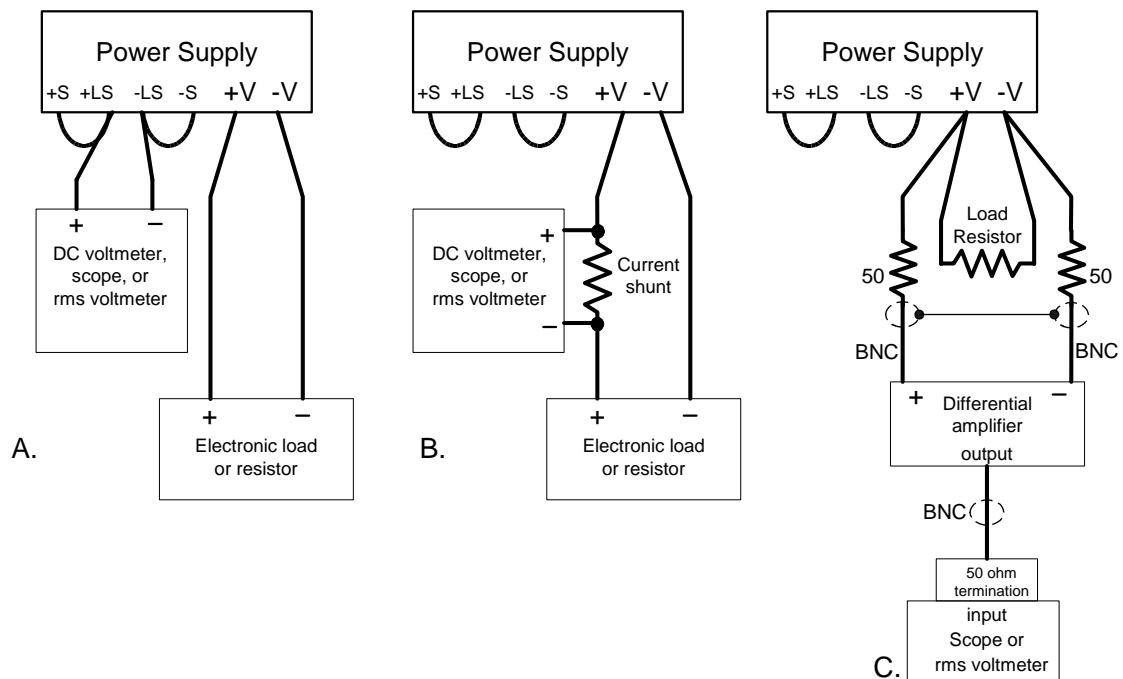 Power Supply
+S +LS -LS -S +V -V
+ −
DC voltmeter,
scope, or
rms voltmeter
+ −
Electronic load
or resistor
A.
Power Supply
+S +LS -LS -S +V -V
+
DC voltmeter,
scope, or
rms voltmeter
−
Current
shunt
+ −
Electronic load
or resistor
B.
Power Supply
+S +LS -LS -S +V -V
Load
Resistor
50 50
BNC BNC
+ −
Differential
amplifier
output
BNC
50 ohm
termination
input
Scope or
rms voltmeter
C.